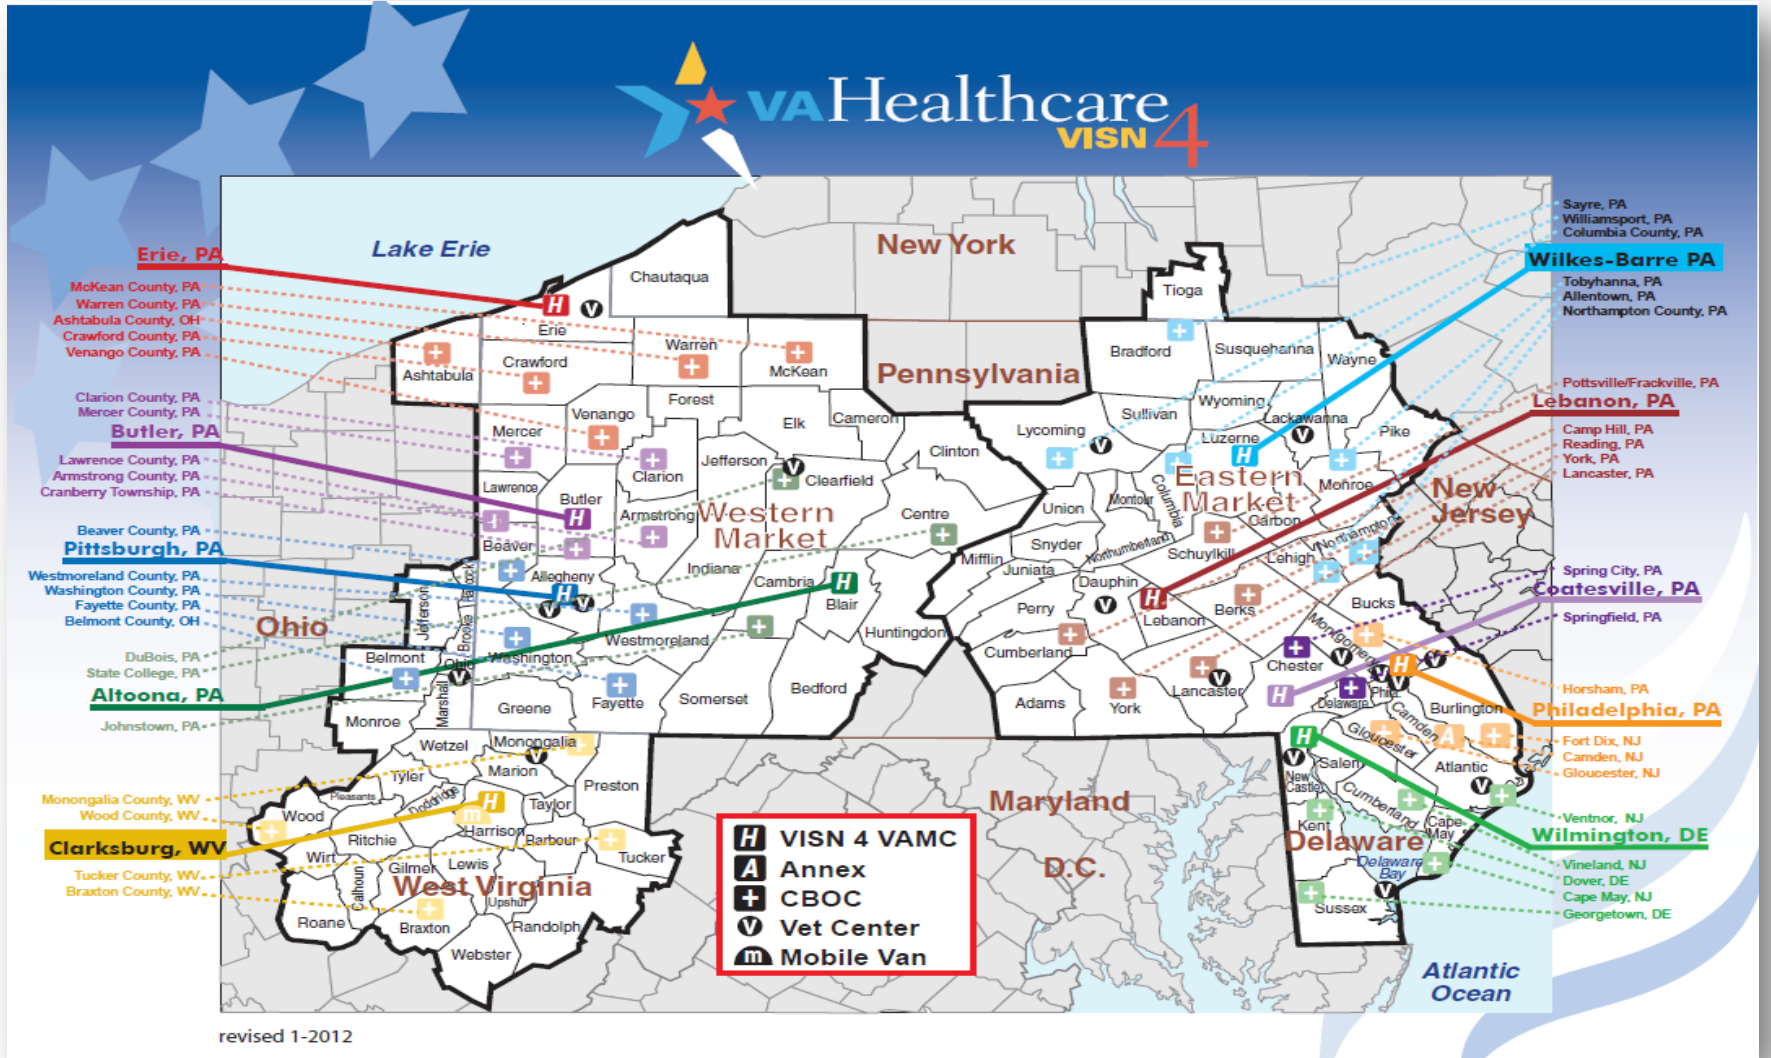 VA Healthcare
VISN 4
Erie, PA
McKean County, PA
Warren County, PA
Ashtabula County, OH
Crawford County, PA
Venango County, PA
Clarion County, PA
Mercer County, PA
Butler, PA
Lawrence County, PA
Armstrong County, PA
Cranberry Township, PA
Beaver County, PA
Pittsburgh, PA
Westmoreland County, PA
Washington County, PA
Fayette County, PA
Belmont County, OH
DuBois, PA
State College, PA
Altoona, PA
Johnstown, PA
Monongalia County, WV
Wood County, WV
Clarksburg, WV
Tucker County, WV
Braxton County, WV
Lake Erie
New York
Pennsylvania
Ohio
Western
Market
Eastern
Market
New
Jersey
West Virginia
Maryland
D.C.
Delaware
Delaware
Bay
Atlantic
Ocean
Chautaqua
Erie
Crawford
Ashtabula
Warren
McKean
Mercer
Venango
Forest
Elk
Cameron
Clarion
Jefferson
Clearfield
Clinton
Lawrence
Butler
Armstrong
Centre
Beaver
Allegheny
Indiana
Cambria
Blair
Huntingdon
Jefferson
Hancock
Brooke
Ohio
Marshall
Belmont
Monroe
Washington
Westmoreland
Greene
Fayette
Somerset
Bedford
Wetzel
Monongalia
Marion
Preston
Tyler
Pleasants
Doddridge
Taylor
Wood
Ritchie
Harrison
Barbour
Tucker
Wirt
Gilmer
Lewis
Calhoun
Upshur
Roane
Braxton
Randolph
Webster
Tioga
Bradford
Susquehanna
Wayne
Sullivan
Wyoming
Lackawanna
Pike
Lycoming
Luzerne
Monroe
Union
Montour
Columbia
Carbon
Northampton
Snyder
Northumberland
Schuylkill
Lehigh
Mifflin
Juniata
Dauphin
Perry
Lebanon
Berks
Bucks
Montgomery
Cumberland
Chester
Phila.
Delaware
Adams
York
Lancaster
Burlington
Camden
Gloucester
Salem
Atlantic
New
Castle
Cumberland
Cape
May
Kent
Sussex
Sayre, PA
Williamsport, PA
Columbia County, PA
Wilkes-Barre PA
Tobyhanna, PA
Allentown, PA
Northampton County, PA
Pottsville/Frackville, PA
Lebanon, PA
Camp Hill, PA
Reading, PA
York, PA
Lancaster, PA
Spring City, PA
Coatesville, PA
Springfield, PA
Horsham, PA
Philadelphia, PA
Fort Dix, NJ
Camden, NJ
Gloucester, NJ
Ventnor, NJ
Wilmington, DE
Vineland, NJ
Dover, DE
Cape May, NJ
Georgetown, DE
H VISN 4 VAMC
A Annex
+ CBOC
V Vet Center
m Mobile Van
revised 1-2012